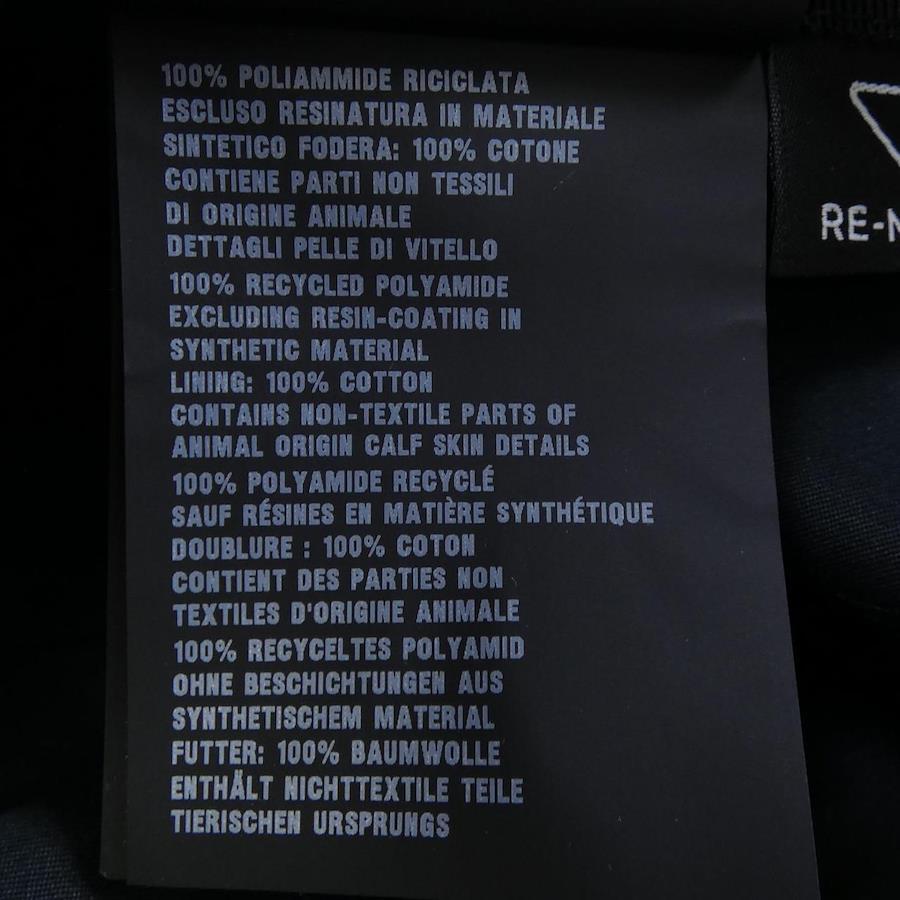 100% POLIAMMIDE RICICLATA
ESCLUSO RESINATURA IN MATERIALE
SINTETICO FODERA: 100% COTONE
CONTIENE PARTI NON TESSILI
DI ORIGINE ANIMALE
DETTAGLI PELLE DI VITELLO
100% RECYCLED POLYAMIDE
EXCLUDING RESIN-COATING IN
SYNTHETIC MATERIAL
LINING: 100% COTTON
CONTAINS NON-TEXTILE PARTS OF
ANIMAL ORIGIN CALF SKIN DETAILS
100% POLYAMIDE RECYCLÉ
SAUF RÉSINES EN MATIÈRE SYNTHÉTIQUE
DOUBLURE : 100% COTON
CONTIENT DES PARTIES NON
TEXTILES D'ORIGINE ANIMALE
100% RECYCELTES POLYAMID
OHNE BESCHICHTUNGEN AUS
SYNTHETISCHEM MATERIAL
FUTTER: 100% BAUMWOLLE
ENTHÄLT NICHTTEXTILE TEILE
TIERISCHEN URSPRUNGS
RE-